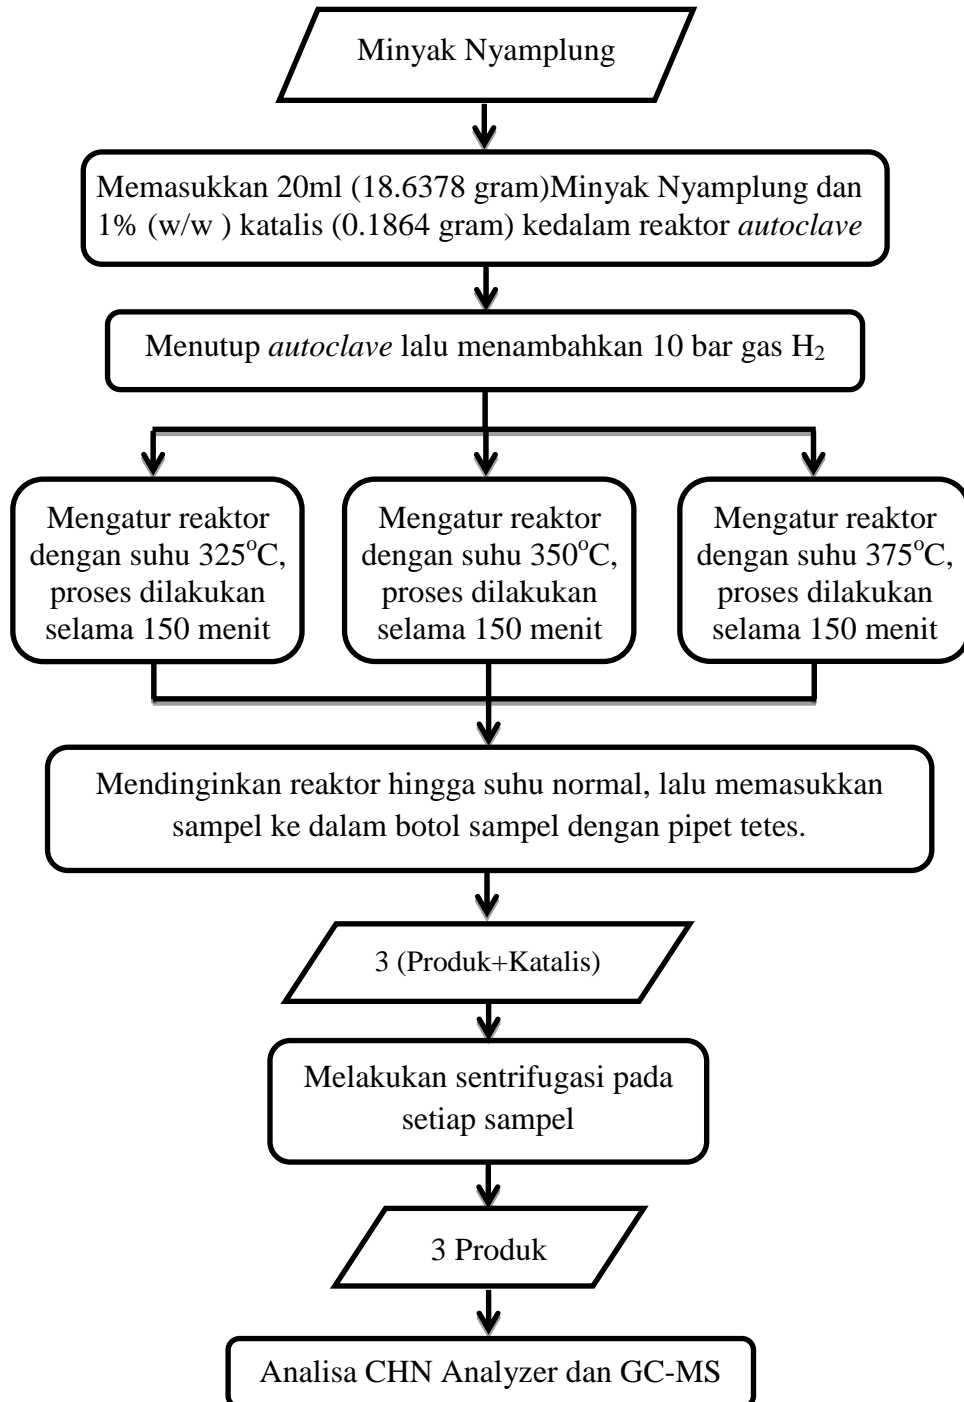 Minyak Nyamplung
Memasukkan 20ml (18.6378 gram)Minyak Nyamplung dan
1% (w/w ) katalis (0.1864 gram) kedalam reaktor autoclave
Menutup autoclave lalu menambahkan 10 bar gas H₂
Mengatur reaktor
dengan suhu 325°C,
proses dilakukan
selama 150 menit
Mengatur reaktor
dengan suhu 350°C,
proses dilakukan
selama 150 menit
Mengatur reaktor
dengan suhu 375°C,
proses dilakukan
selama 150 menit
Mendinginkan reaktor hingga suhu normal, lalu memasukkan
sampel ke dalam botol sampel dengan pipet tetes.
3 (Produk+Katalis)
Melakukan sentrifugasi pada
setiap sampel
3 Produk
Analisa CHN Analyzer dan GC-MS